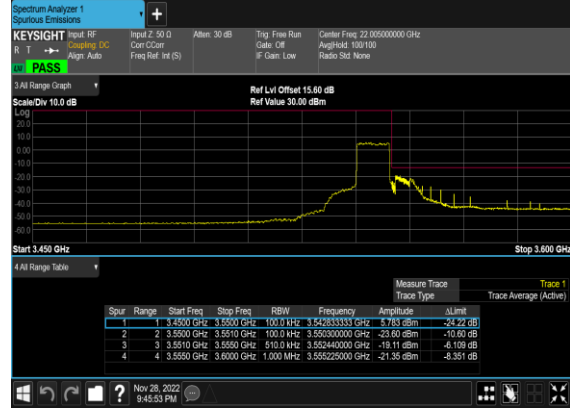 Spectrum Analyzer 1
Spurious Emissions
+
KEYSIGHT Input: RF Input Z: 50 Ω Atten: 30 dB Trig: Free Run Center Freq: 22.005000000 GHz
R T Coupling: DC Corr CCorr Gate: Off Avg|Hold: 100/100
Align: Auto Freq Ref: Int (S) IF Gain: Low Radio Std: None
PASS
3 All Range Graph
Ref Lvl Offset 15.60 dB
Scale/Div 10.0 dB Ref Value 30.00 dBm
Log
20.0
10.0
0.00
-10.0
-20.0
-30.0
-40.0
-50.0
-60.0
Start 3.450 GHz Stop 3.600 GHz
4 All Range Table
Measure Trace Trace 1
Trace Type Trace Average (Active)
Spur Range Start Freq Stop Freq RBW Frequency Amplitude ΔLimit
1 1 3.4500 GHz 3.5500 GHz 100.0 kHz 3.542833333 GHz 5.783 dBm -24.22 dB
2 2 3.5500 GHz 3.5510 GHz 100.0 kHz 3.550300000 GHz -23.60 dBm -10.60 dB
3 3 3.5510 GHz 3.5550 GHz 510.0 kHz 3.552440000 GHz -19.11 dBm -6.109 dB
4 4 3.5550 GHz 3.6000 GHz 1.000 MHz 3.555225000 GHz -21.35 dBm -8.351 dB
? Nov 28, 2022
9:45:53 PM